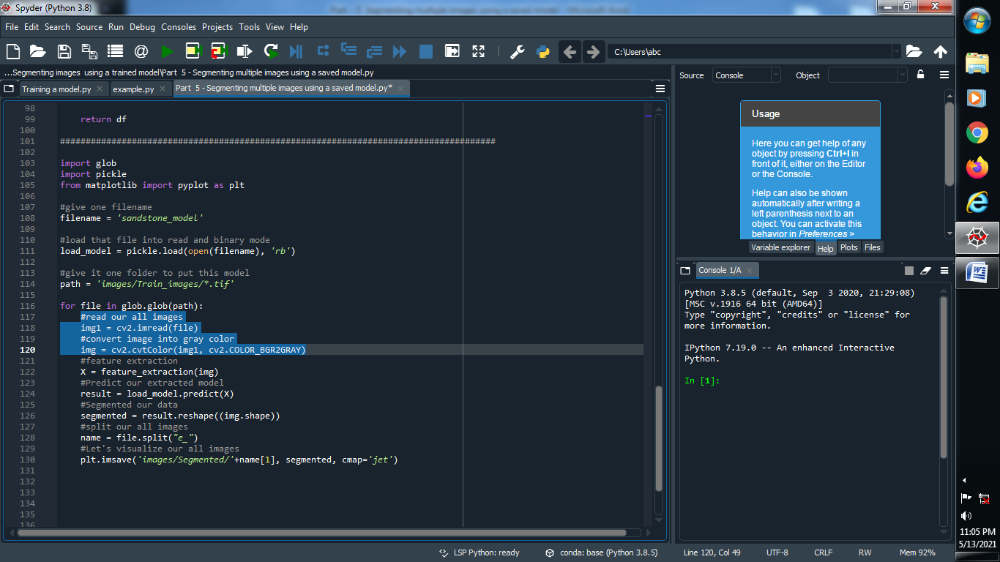 Spyder (Python 3.8)
Part - 5 Segmenting multiple images using a saved model - Microsoft Word
File Edit Search Source Run Debug Consoles Projects Tools View Help
C:\Users\abc
...Segmenting images using a trained model\Part 5 - Segmenting multiple images using a saved model.py
Training a model.py
example.py
Part 5 - Segmenting multiple images using a saved model.py*
98
99 return df
100
101 #####################################################################################
102
103 import glob
104 import pickle
105 from matplotlib import pyplot as plt
106
107 #give one filename
108 filename = 'sandstone_model'
109
110 #load that file into read and binary mode
111 load_model = pickle.load(open(filename), 'rb')
112
113 #give it one folder to put this model
114 path = 'images/Train_images/*.tif'
115
116 for file in glob.glob(path):
117 #read our all images
118 img1 = cv2.imread(file)
119 #convert image into gray color
120 img = cv2.cvtColor(img1, cv2.COLOR_BGR2GRAY)
121 #feature extraction
122 X = feature_extraction(img)
123 #Predict our extracted model
124 result = load_model.predict(X)
125 #Segmented our data
126 segmented = result.reshape((img.shape))
127 #split our all images
128 name = file.split("e_")
129 #Let's visualize our all images
130 plt.imsave('images/Segmented/'+name[1], segmented, cmap='jet')
131
132
133
134
135
136
Source Console Object
Usage
Here you can get help of any
object by pressing Ctrl+I in
front of it, either on the Editor
or the Console.
Help can also be shown
automatically after writing a
left parenthesis next to an
object. You can activate this
behavior in Preferences >
Variable explorer Help Plots Files
Console 1/A
Python 3.8.5 (default, Sep 3 2020, 21:29:08)
[MSC v.1916 64 bit (AMD64)]
Type "copyright", "credits" or "license" for
more information.
IPython 7.19.0 -- An enhanced Interactive
Python.
In [1]:
LSP Python: ready conda: base (Python 3.8.5) Line 120, Col 49 UTF-8 CRLF RW Mem 92%
11:05 PM
5/13/2021